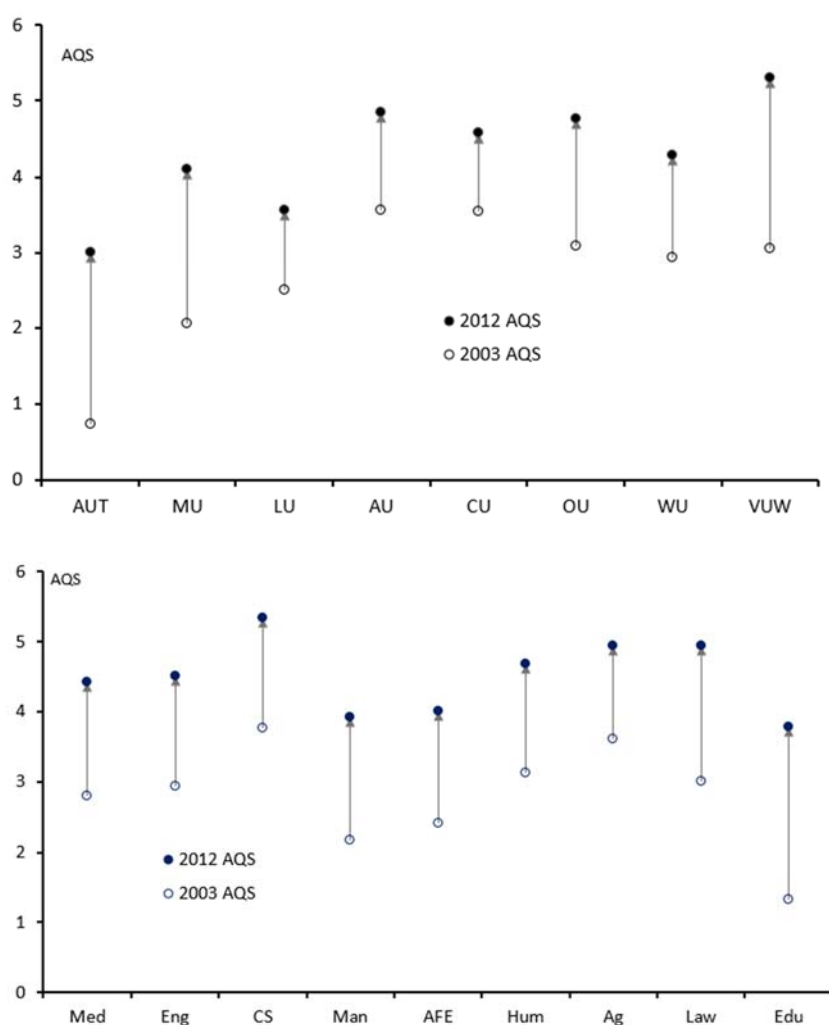 6
AQS
5
4
3
2
1
0
● 2012 AQS
○ 2003 AQS
AUT MU LU AU CU OU WU VUW
6
AQS
5
4
3
2
1
0
● 2012 AQS
○ 2003 AQS
Med Eng CS Man AFE Hum Ag Law Edu